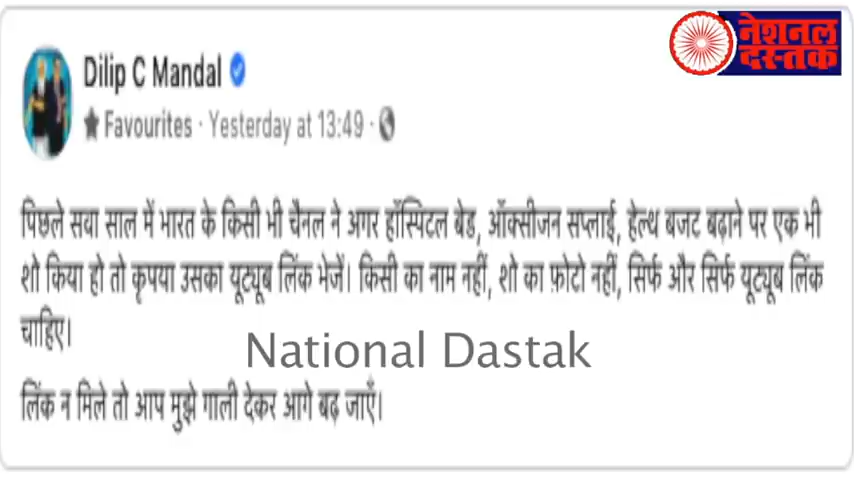 नेशनल
दस्तक
Dilip C Mandal
Favourites · Yesterday at 13:49 ·
पिछले सवा साल में भारत के किसी भी चैनल ने अगर हॉस्पिटल बेड, ऑक्सीजन सप्लाई, हेल्थ बजट बढ़ाने पर एक भी
शो किया हो तो कृपया उसका यूट्यूब लिंक भेजें। किसी का नाम नहीं, शो का फ़ोटो नहीं, सिर्फ और सिर्फ यूट्यूब लिंक
चाहिए।
National Dastak
लिंक न मिले तो आप मुझे गाली देकर आगे बढ़ जाएँ।